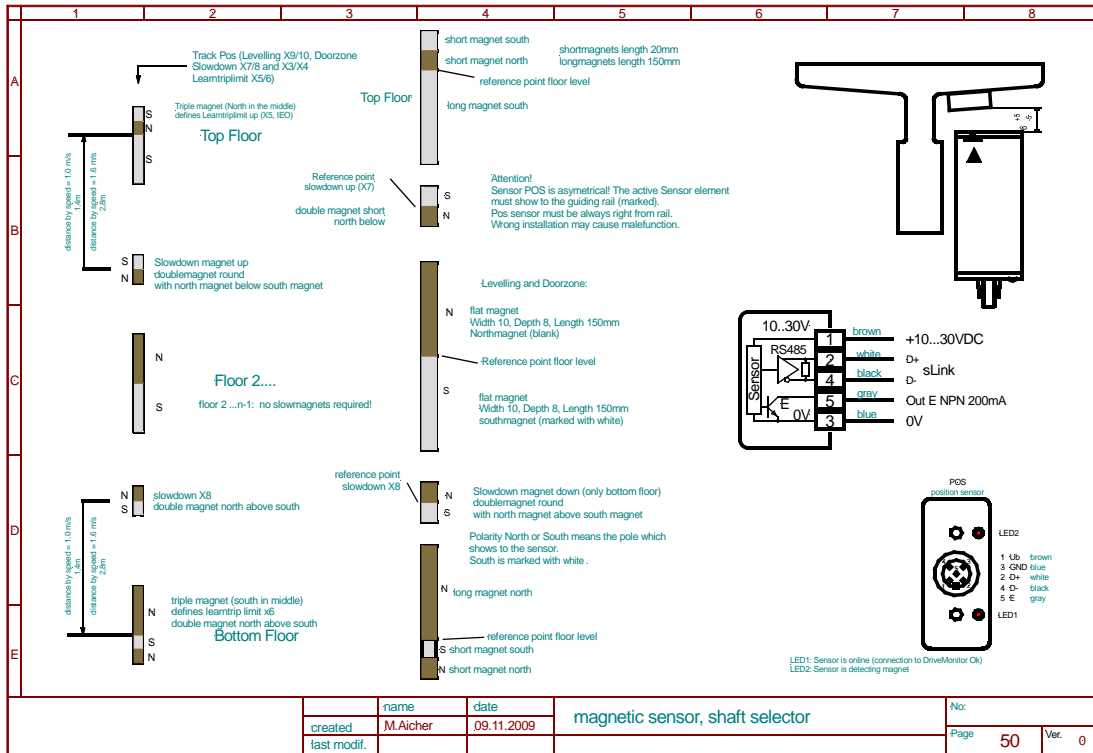 1 2 3 4 5 6 7 8
A
B
C
D
E
Track Pos (Levelling X9/10, Doorzone
Slowdown X7/8 and X3/X4
Learntriplimit X5/6)
S
N
S
Triple magnet (North in the middle)
defines Learntriplimit up (X5, IEO)
Top Floor
distance by speed = 1.0 m/s
1,4m
distance by speed = 1.6 m/s
2,8m
S
N
Slowdown magnet up
doublemagnet round
with north magnet below south magnet
N
S
Floor 2....
floor 2 ...n-1: no slowmagnets required!
N
S
slowdown X8
double magnet north above south
distance by speed = 1.0 m/s
1,4m
distance by speed = 1.6 m/s
2,8m
N
S
N
triple magnet (south in middle)
defines learntrip limit x6
double magnet north above south
Bottom Floor
short magnet south
short magnet north
reference point floor level
Top Floor
long magnet south
shortmagnets length 20mm
longmagnets length 150mm
Reference point
slowdown up (X7)
double magnet short
north below
S
N
Attention!
Sensor POS is asymetrical! The active Sensor element
must show to the guiding rail (marked).
Pos sensor must be always right from rail.
Wrong installation may cause malefunction.
Levelling and Doorzone:
N
flat magnet
Width 10, Depth 8, Length 150mm
Northmagnet (blank)
Reference point floor level
S
flat magnet
Width 10, Depth 8, Length 150mm
southmagnet (marked with white)
reference point
slowdown X8
N
S
Slowdown magnet down (only bottom floor)
doublemagnet round
with north magnet above south magnet
Polarity North or South means the pole which
shows to the sensor.
South is marked with white .
N long magnet north
reference point floor level
S short magnet south
N short magnet north
+5
-5
10..30V
RS485
Sensor
E
0V
1 brown +10...30VDC
2 white D+
sLink
4 black D-
5 gray Out E NPN 200mA
3 blue 0V
POS
position sensor
LED2
1 Ub brown
3 GND blue
2 D+ white
4 D- black
5 E gray
LED1
LED1: Sensor is online (connection to DriveMonitor Ok)
LED2: Sensor is detecting magnet
name date
created M.Aicher 09.11.2009
last modif.
magnetic sensor, shaft selector
No:
Page 50 Ver. 0